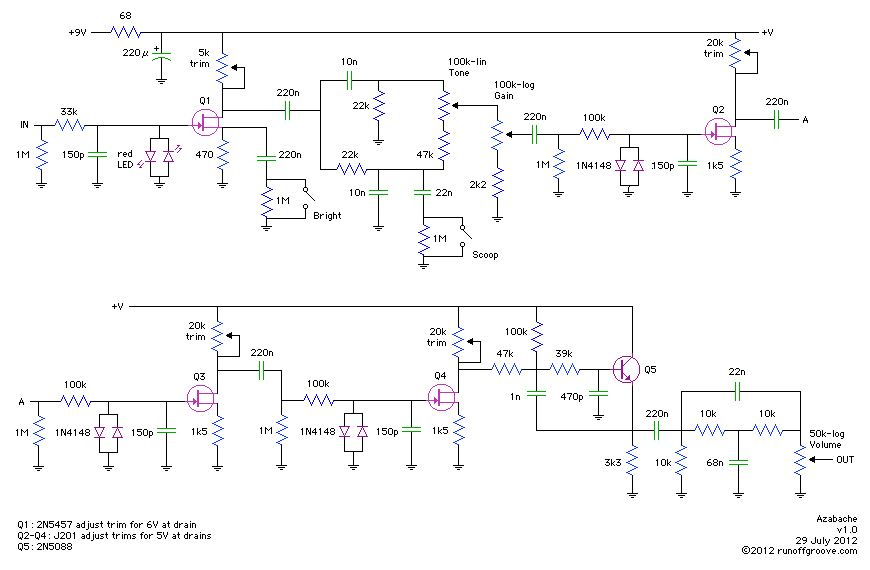 68
+9V
+V
220μ
+
5k
trim
20k
trim
10n
100k-lin
Tone
100k-log
Gain
Q1
220n
22k
220n
Q2
220n
A
IN
33k
100k
1M
150p
red
LED
470
220n
22k
47k
1M
1N4148
150p
1k5
1M
Bright
10n
22n
2k2
1M
Scoop
+V
20k
trim
20k
trim
100k
220n
47k
39k
Q5
Q3
Q4
22n
A
100k
100k
1n
470p
220n
10k
10k
50k-log
Volume
1M
1N4148
150p
1k5
1M
1N4148
150p
1k5
3k3
10k
68n
OUT
Q1: 2N5457 adjust trim for 6V at drain
Q2-Q4: J201 adjust trims for 5V at drains
Q5: 2N5088
Azabache
v1.0
29 July 2012
©2012 runoffgroove.com